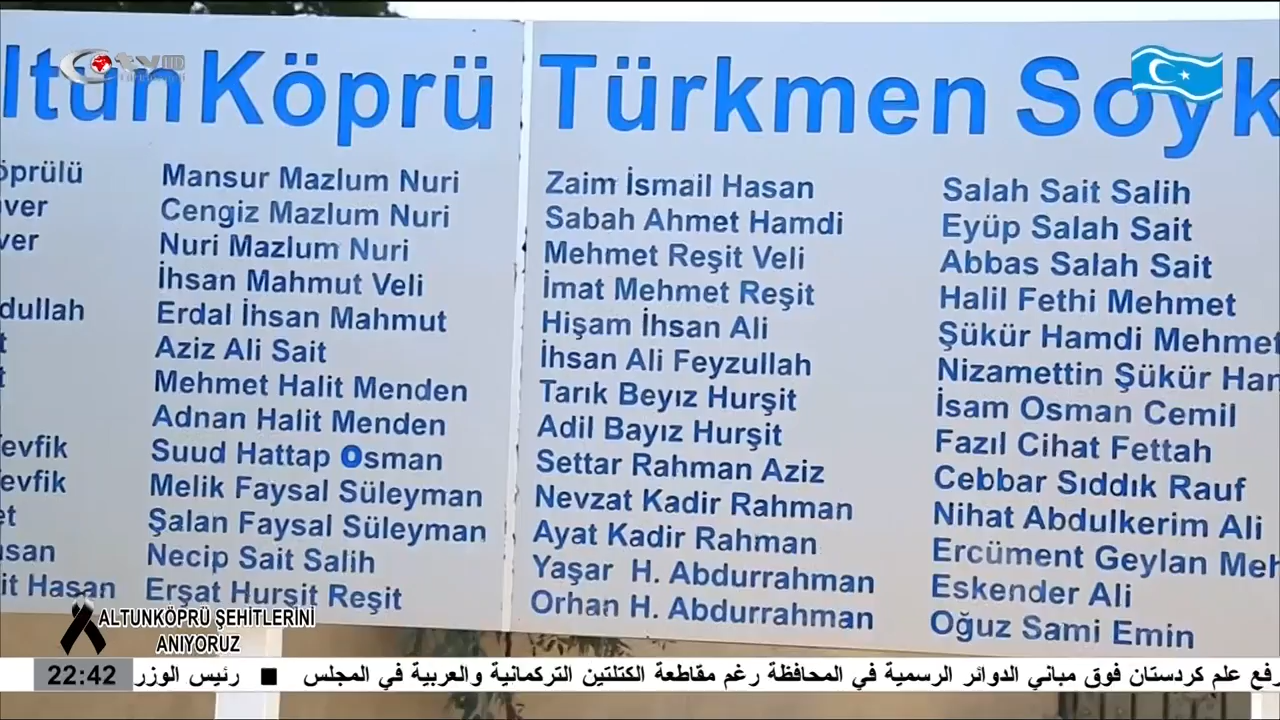 ltun Köprü Türkmen Soyk
öprülü
ver
ver
dullah
t
t
evfik
evfik
et
asan
it Hasan
Mansur Mazlum Nuri
Cengiz Mazlum Nuri
Nuri Mazlum Nuri
İhsan Mahmut Veli
Erdal İhsan Mahmut
Aziz Ali Sait
Mehmet Halit Menden
Adnan Halit Menden
Suud Hattap Osman
Melik Faysal Süleyman
Şalan Faysal Süleyman
Necip Sait Salih
Erşat Hurşit Reşit
Zaim İsmail Hasan
Sabah Ahmet Hamdi
Mehmet Reşit Veli
İmat Mehmet Reşit
Hişam İhsan Ali
İhsan Ali Feyzullah
Tarık Beyız Hurşit
Adil Bayız Hurşit
Settar Rahman Aziz
Nevzat Kadir Rahman
Ayat Kadir Rahman
Yaşar H. Abdurrahman
Orhan H. Abdurrahman
Salah Sait Salih
Eyüp Salah Sait
Abbas Salah Sait
Halil Fethi Mehmet
Şükür Hamdi Mehmet
Nizamettin Şükür Ham
İsam Osman Cemil
Fazıl Cihat Fettah
Cebbar Sıddık Rauf
Nihat Abdulkerim Ali
Ercüment Geylan Meh
Eskender Ali
Oğuz Sami Emin
ALTUNKÖPRÜ ŞEHİTLERİNİ
ANIYORUZ
22:42
رفع علم كردستان فوق مباني الدوائر الرسمية في المحافظة رغم مقاطعة الكتلتين التركمانية والعربية في المجلس ■ رئيس الوزر